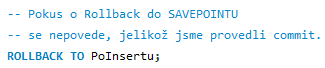 -- Pokus o Rollback do SAVEPOINTU
-- se nepovede, jelikož jsme provedli commit.
ROLLBACK TO PoInsertu;